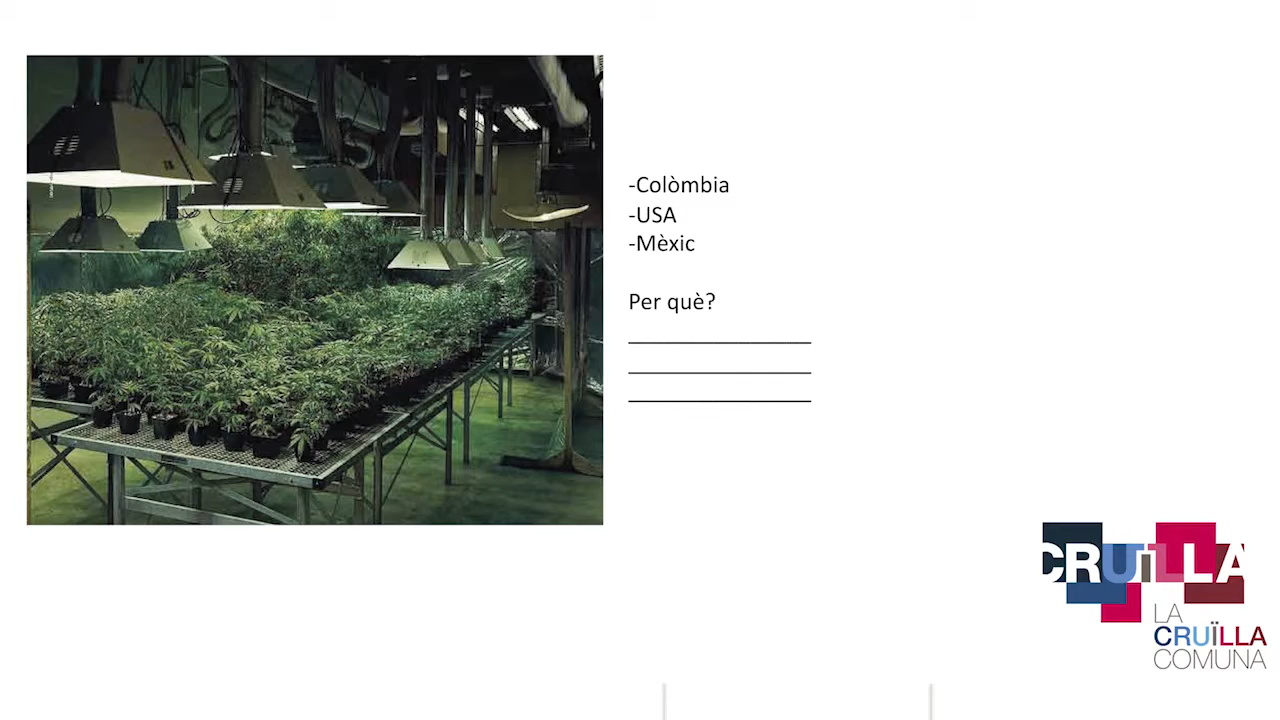 -Colòmbia
-USA
-Mèxic
Per què?
CRUÏLLA
LA
CRUÏLLA
COMUNA